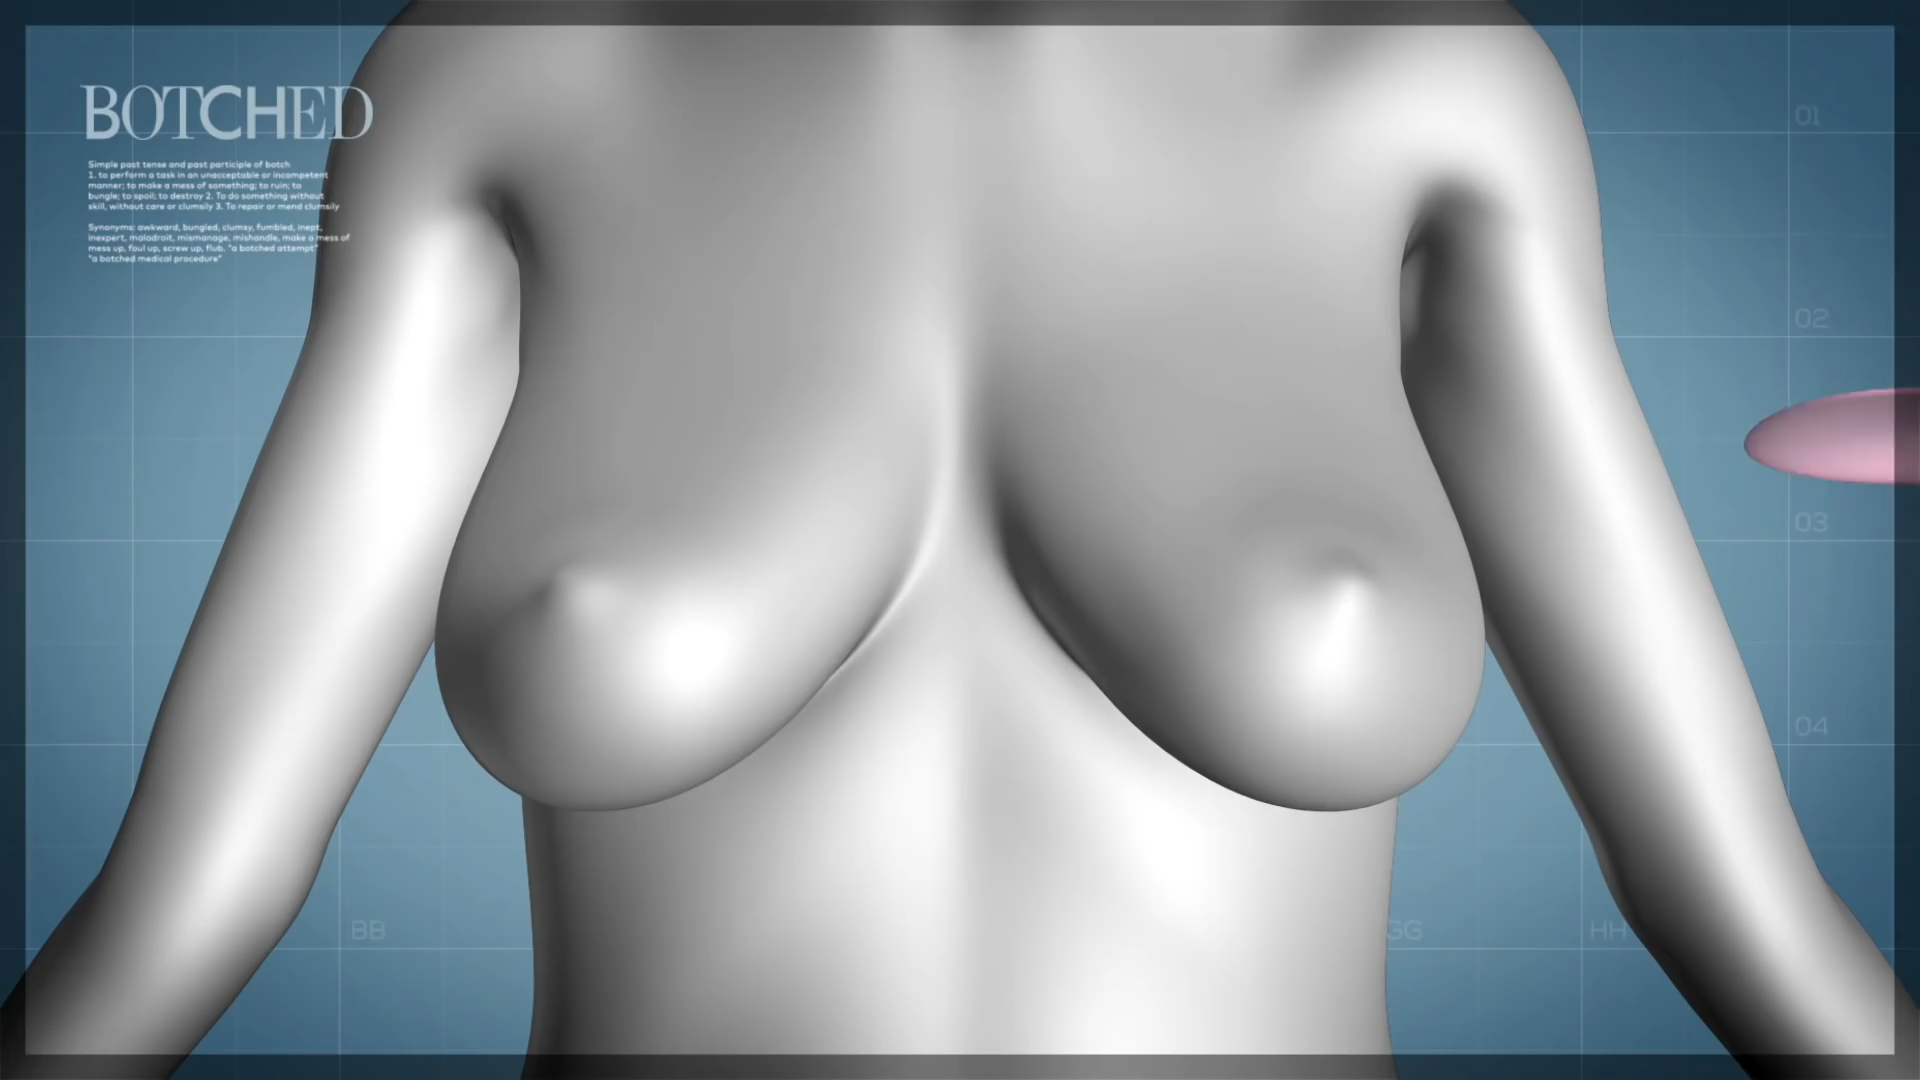 BOTCHED
Simple past tense and past participle of botch
1. to perform a task in an unacceptable or incompetent
manner; to make a mess of something; to ruin; to
bungle; to spoil; to destroy 2. To do something without
skill, without care or clumsily 3. To repair or mend clumsily
Synonyms: awkward, bungled, clumsy, fumbled, inept,
inexpert, maladroit, mismanage, mishandle, make a mess of
mess up, foul up, screw up, flub. "a botched attempt"
"a botched medical procedure"
01
02
03
04
BB
GG
HH